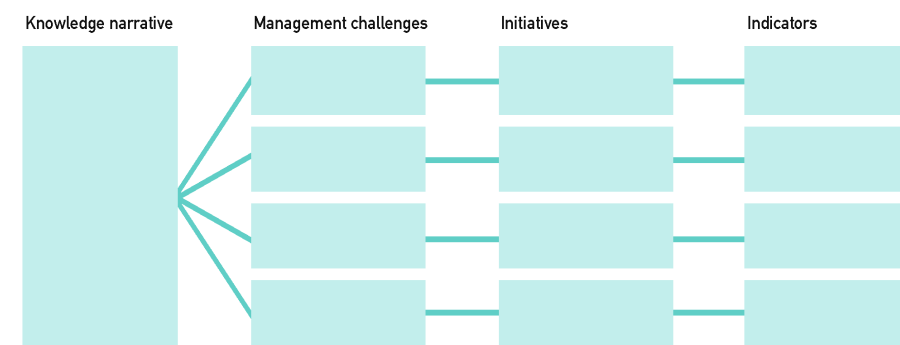 Knowledge narrative
Management challenges
Initiatives
Indicators